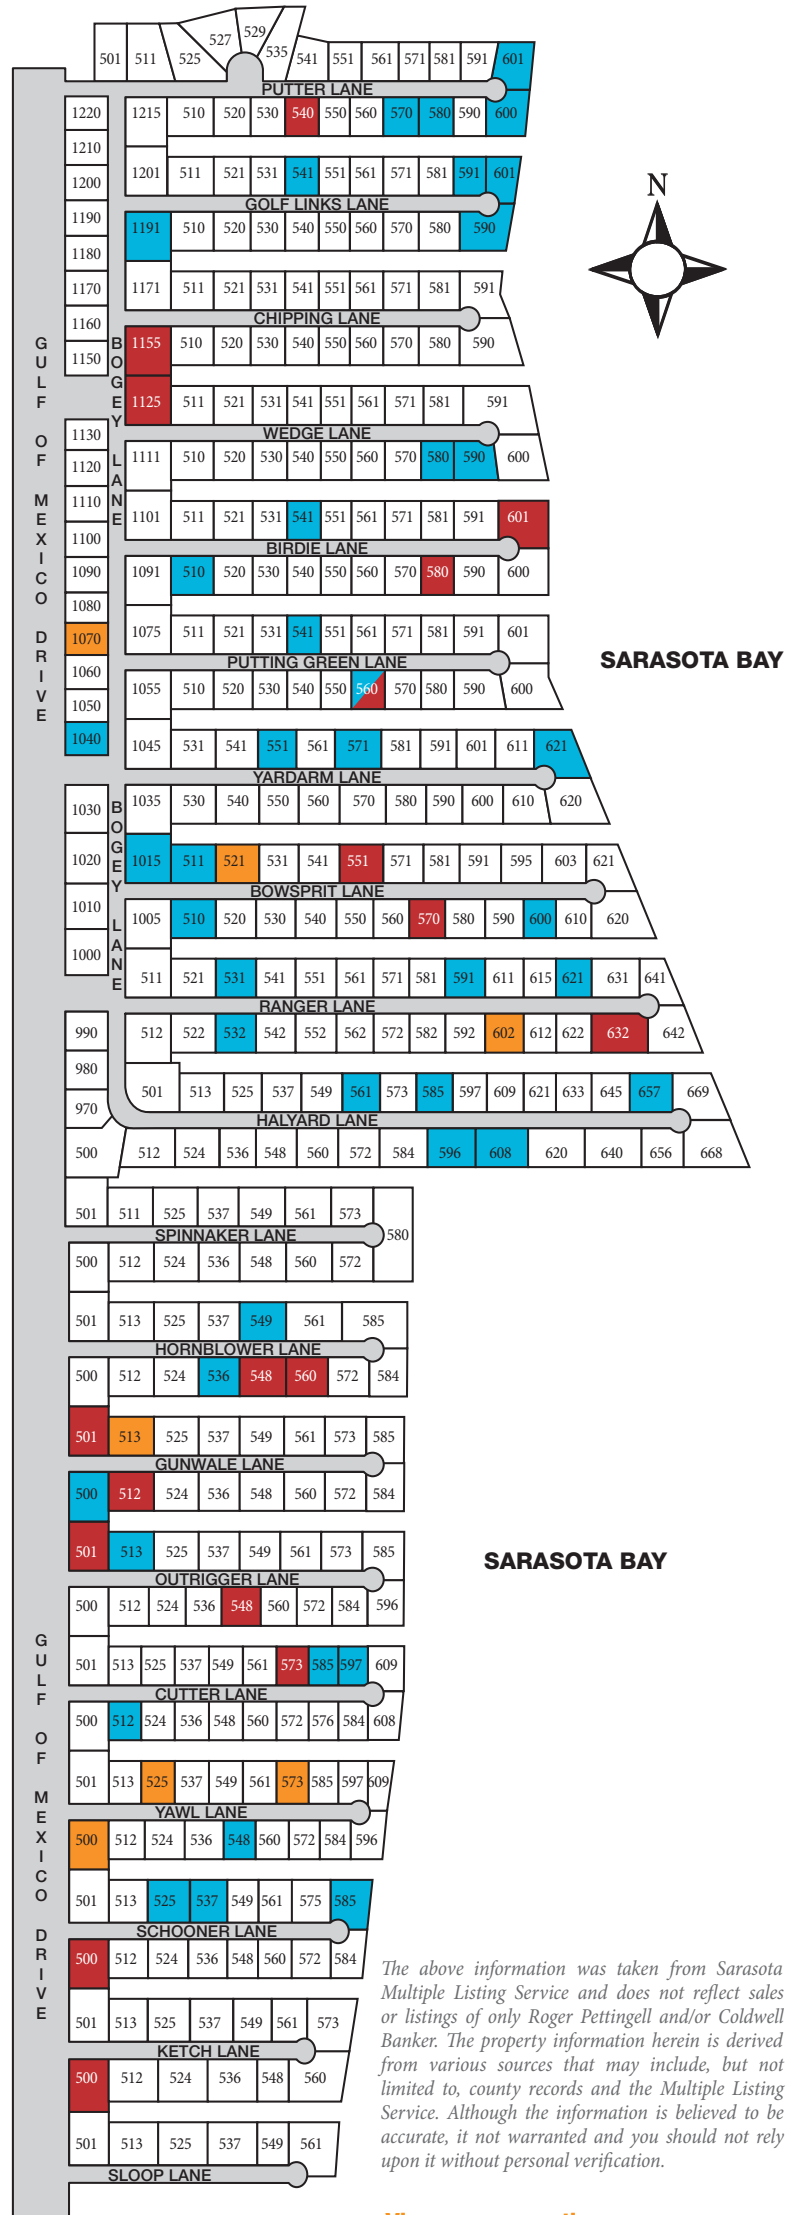 501 511 525 527 529 535 541 551 561 571 581 591 601
PUTTER LANE
1220 1215 510 520 530 540 550 560 570 580 590 600
1210
1200 1201 511 521 531 541 551 561 571 581 591 601
GOLF LINKS LANE
1190 1191 510 520 530 540 550 560 570 580 590
1180
N
1170 1171 511 521 531 541 551 561 571 581 591
CHIPPING LANE
1160
1150 1155 510 520 530 540 550 560 570 580 590
GULF OF MEXICO DRIVE
BOGEY LANE
1125 511 521 531 541 551 561 571 581 591
WEDGE LANE
1130
1120 1111 510 520 530 540 550 560 570 580 590 600
1110
1100 1101 511 521 531 541 551 561 571 581 591 601
BIRDIE LANE
1090 1091 510 520 530 540 550 560 570 580 590 600
1080
1070 1075 511 521 531 541 551 561 571 581 591 601
PUTTING GREEN LANE
SARASOTA BAY
1060
1050 1055 510 520 530 540 550 560 570 580 590 600
1040 1045 531 541 551 561 571 581 591 601 611 621
YARDARM LANE
1030 1035 530 540 550 560 570 580 590 600 610 620
BOGEY LANE
1020 1015 511 521 531 541 551 571 581 591 595 603 621
BOWSPRIT LANE
1010 1005 510 520 530 540 550 560 570 580 590 600 610 620
1000
511 521 531 541 551 561 571 581 591 611 615 621 631 641
RANGER LANE
990 512 522 532 542 552 562 572 582 592 602 612 622 632 642
980
970 501 513 525 537 549 561 573 585 597 609 621 633 645 657 669
HALYARD LANE
500 512 524 536 548 560 572 584 596 608 620 640 656 668
501 511 525 537 549 561 573 580
SPINNAKER LANE
500 512 524 536 548 560 572
501 513 525 537 549 561 585
HORNBLOWER LANE
500 512 524 536 548 560 572 584
501 513 525 537 549 561 573 585
GUNWALE LANE
500 512 524 536 548 560 572 584
501 513 525 537 549 561 573 585
OUTRIGGER LANE
SARASOTA BAY
500 512 524 536 548 560 572 584 596
GULF OF MEXICO DRIVE
501 513 525 537 549 561 573 585 597 609
CUTTER LANE
500 512 524 536 548 560 572 576 584 608
501 513 525 537 549 561 573 585 597 609
YAWL LANE
500 512 524 536 548 560 572 584 596
501 513 525 537 549 561 575 585
SCHOONER LANE
500 512 524 536 548 560 572 584
501 513 525 537 549 561 573
KETCH LANE
500 512 524 536 548 560
501 513 525 537 549 561
SLOOP LANE
The above information was taken from Sarasota
Multiple Listing Service and does not reflect sales
or listings of only Roger Pettingell and/or Coldwell
Banker. The property information herein is derived
from various sources that may include, but not
limited to, county records and the Multiple Listing
Service. Although the information is believed to be
accurate, it not warranted and you should not rely
upon it without personal verification.